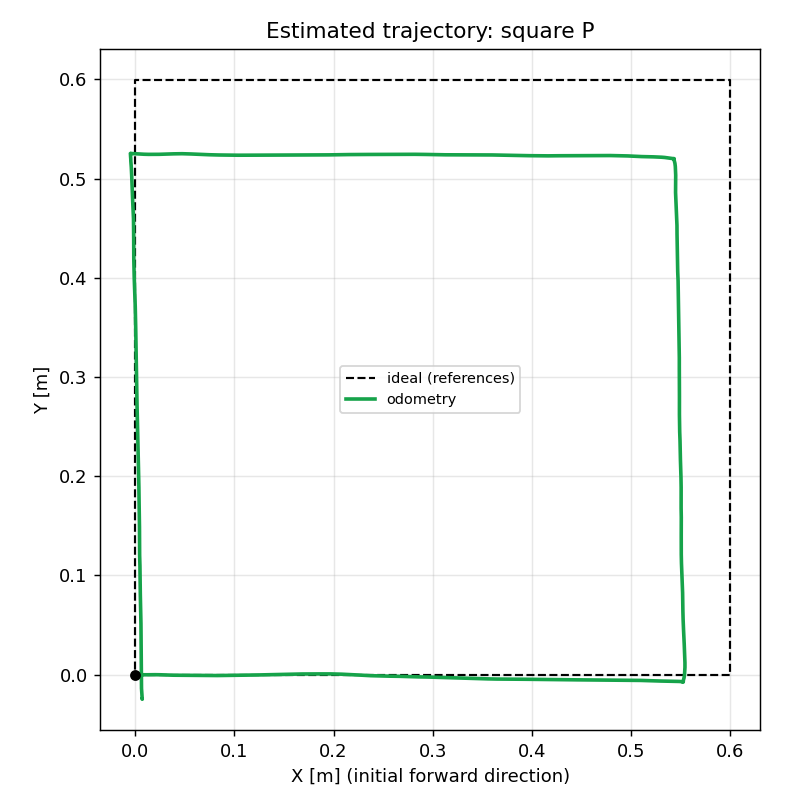 Estimated trajectory: square P
0.6
0.5
0.4
0.3
0.2
0.1
0.0
Y [m]
ideal (references)
odometry
0.0 0.1 0.2 0.3 0.4 0.5 0.6
X [m] (initial forward direction)